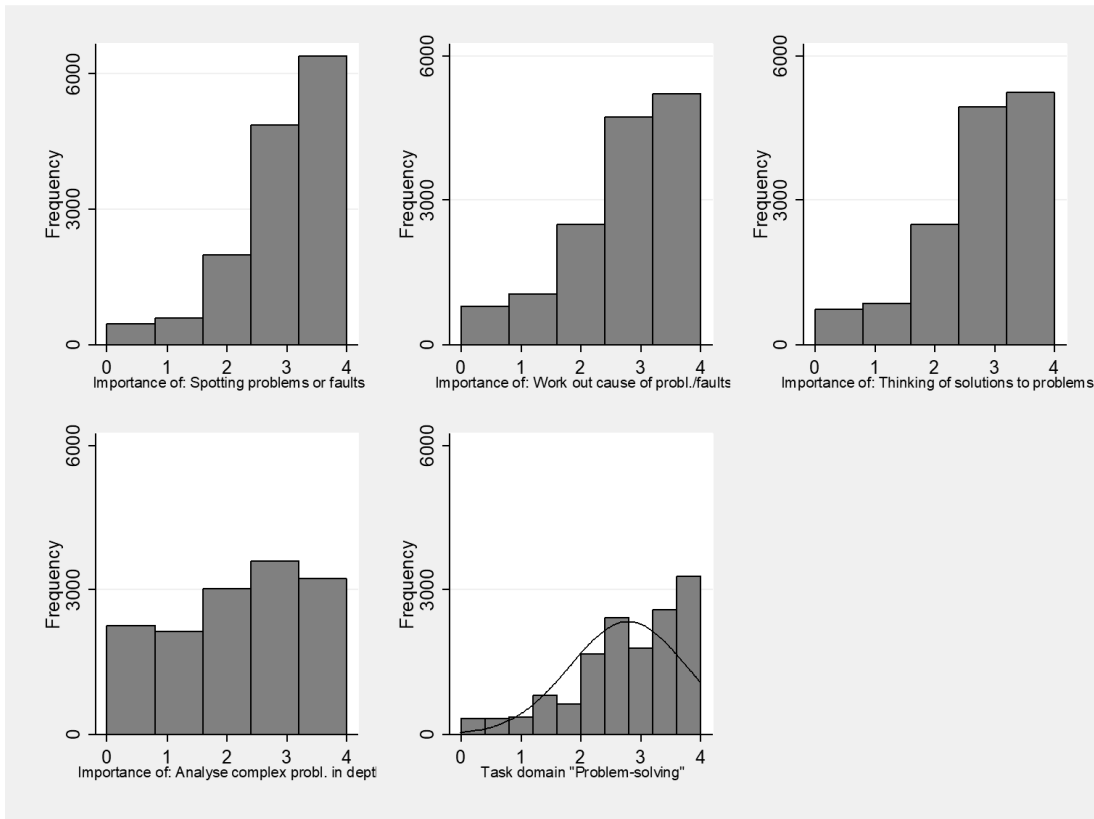 6000
3000
0
Frequency
0 1 2 3 4
Importance of: Spotting problems or faults
6000
3000
0
Frequency
0 1 2 3 4
Importance of: Work out cause of probl./faults
6000
3000
0
Frequency
0 1 2 3 4
Importance of: Thinking of solutions to problems
6000
3000
0
Frequency
0 1 2 3 4
Importance of: Analyse complex probl. in dept
6000
3000
0
Frequency
0 1 2 3 4
Task domain "Problem-solving"